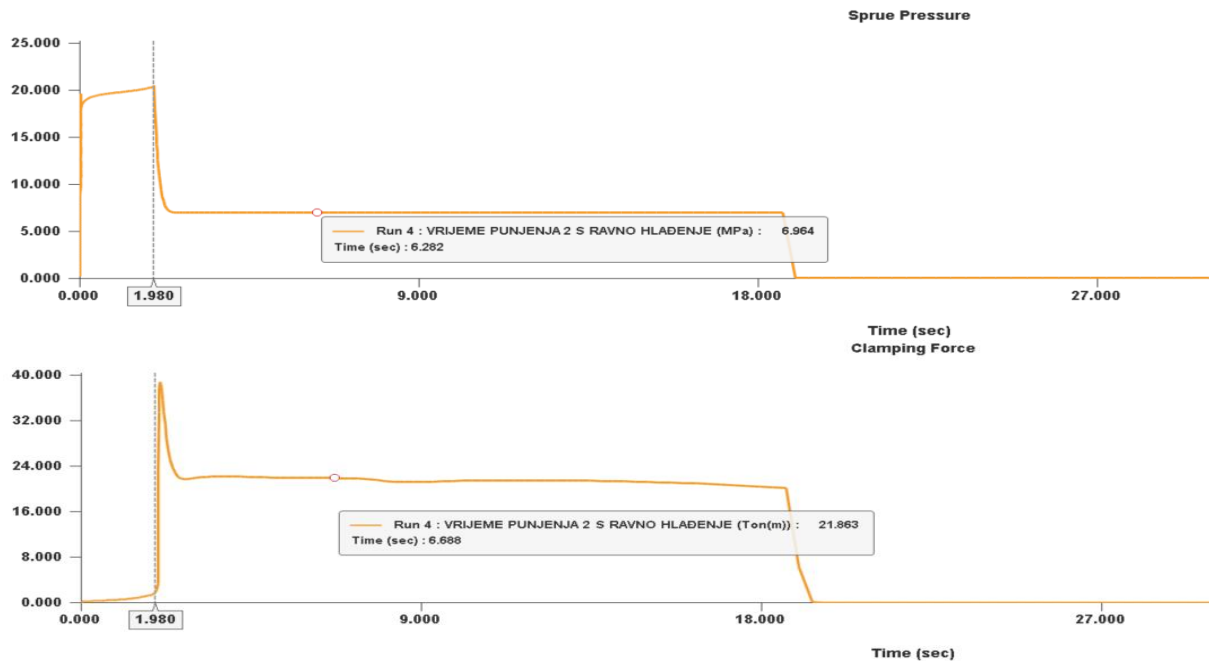 Sprue Pressure
25.000
20.000
15.000
10.000
5.000
0.000
Run 4 : VRIJEME PUNJENJA 2 S RAVNO HLAĐENJE (MPa) : 6.964
Time (sec) : 6.282
0.000 1.980 9.000 18.000 27.000
Time (sec)
Clamping Force
40.000
32.000
24.000
16.000
8.000
0.000
Run 4 : VRIJEME PUNJENJA 2 S RAVNO HLAĐENJE (Ton(m)) : 21.863
Time (sec) : 6.688
0.000 1.980 9.000 18.000 27.000
Time (sec)